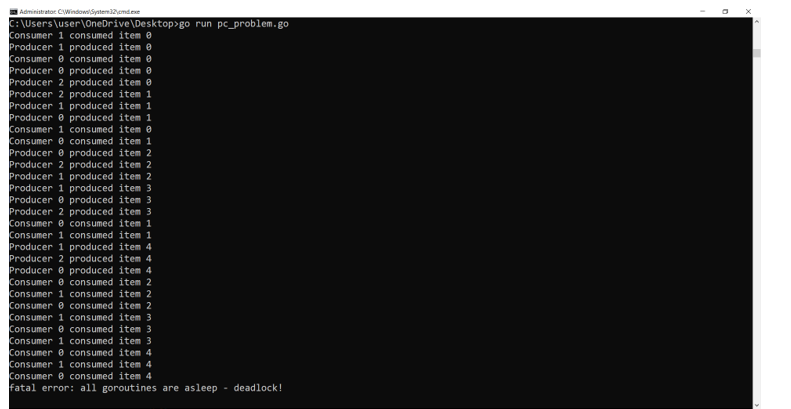 Administrator: C:\Windows\System32\cmd.exe
C:\Users\user\OneDrive\Desktop>go run pc_problem.go
Consumer 1 consumed item 0
Producer 1 produced item 0
Consumer 0 consumed item 0
Producer 0 produced item 0
Producer 2 produced item 0
Producer 2 produced item 1
Producer 1 produced item 1
Producer 0 produced item 1
Consumer 1 consumed item 0
Consumer 0 consumed item 1
Producer 0 produced item 2
Producer 2 produced item 2
Producer 1 produced item 2
Producer 1 produced item 3
Producer 0 produced item 3
Producer 2 produced item 3
Consumer 0 consumed item 1
Consumer 1 consumed item 1
Producer 1 produced item 4
Producer 2 produced item 4
Producer 0 produced item 4
Consumer 0 consumed item 2
Consumer 1 consumed item 2
Consumer 0 consumed item 2
Consumer 1 consumed item 3
Consumer 0 consumed item 3
Consumer 1 consumed item 3
Consumer 0 consumed item 4
Consumer 1 consumed item 4
Consumer 0 consumed item 4
fatal error: all goroutines are asleep - deadlock!